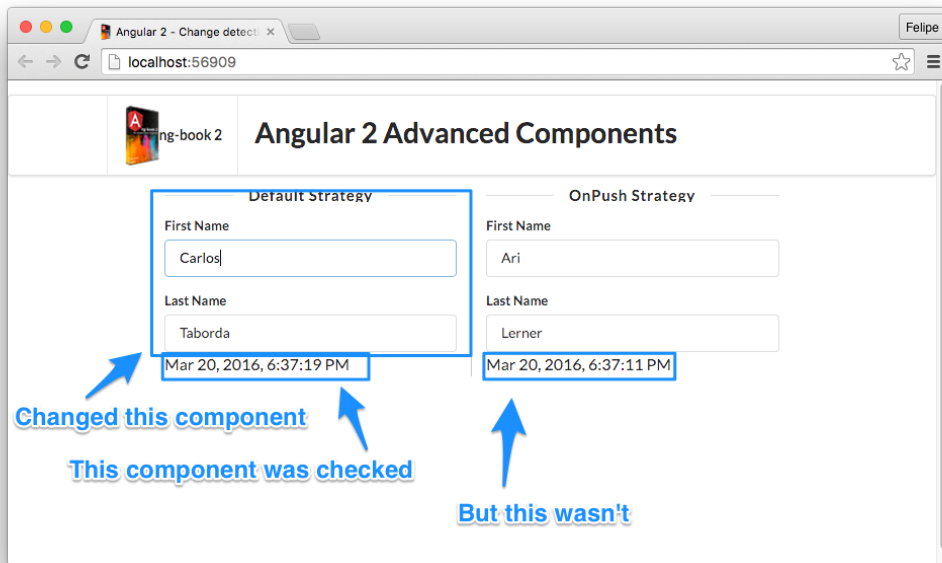 Angular 2 - Change detecti
Felipe
localhost:56909
ng-book 2
Angular 2 Advanced Components
Default Strategy
First Name
Carlos
Last Name
Taborda
Mar 20, 2016, 6:37:19 PM
OnPush Strategy
First Name
Ari
Last Name
Lerner
Mar 20, 2016, 6:37:11 PM
Changed this component
This component was checked
But this wasn't